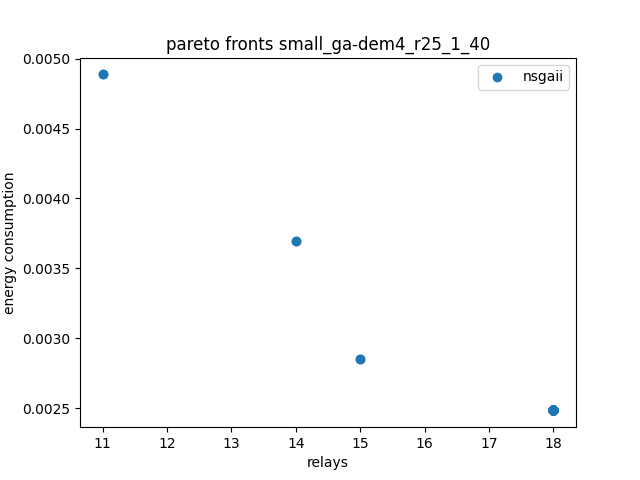 pareto fronts small_ga-dem4_r25_1_40
nsgaii
energy consumption
0.0050
0.0045
0.0040
0.0035
0.0030
0.0025
11 12 13 14 15 16 17 18
relays